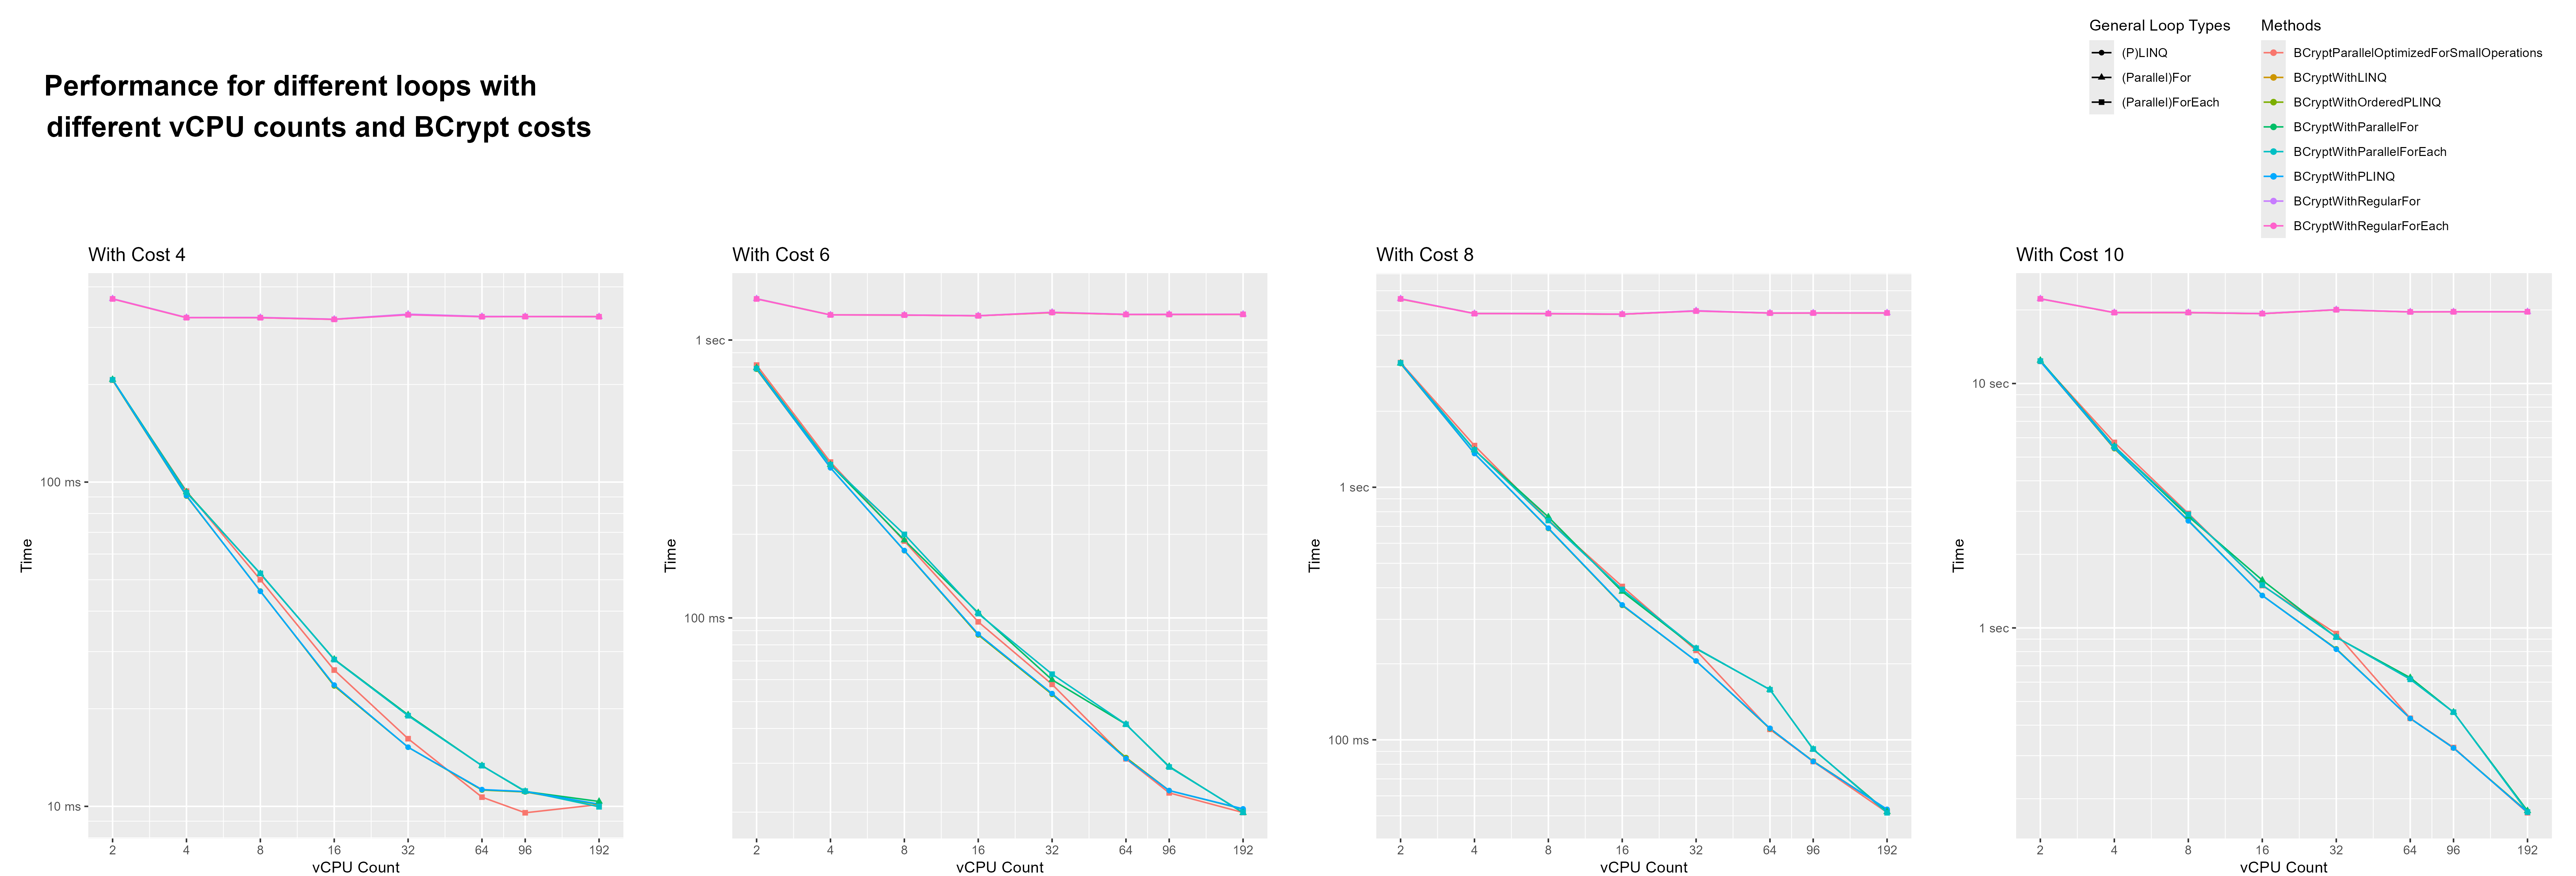 Performance for different loops with
different vCPU counts and BCrypt costs
General Loop Types
(P)LINQ
(Parallel)For
(Parallel)ForEach
Methods
BCryptParallelOptimizedForSmallOperations
BCryptWithLINQ
BCryptWithOrderedPLINQ
BCryptWithParallelFor
BCryptWithParallelForEach
BCryptWithPLINQ
BCryptWithRegularFor
BCryptWithRegularForEach
With Cost 4
Time
100 ms
10 ms
2 4 8 16 32 64 96 192
vCPU Count
With Cost 6
Time
1 sec
100 ms
2 4 8 16 32 64 96 192
vCPU Count
With Cost 8
Time
1 sec
100 ms
2 4 8 16 32 64 96 192
vCPU Count
With Cost 10
Time
10 sec
1 sec
2 4 8 16 32 64 96 192
vCPU Count